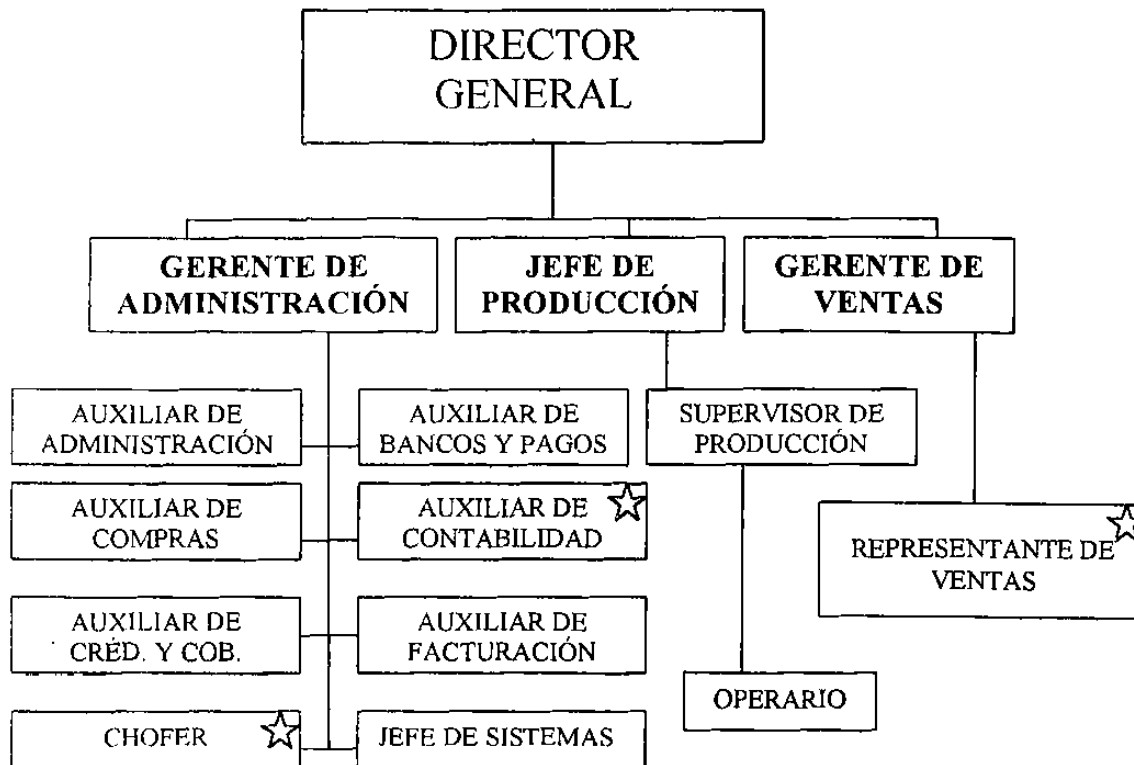 DIRECTOR
GENERAL
GERENTE DE
ADMINISTRACIÓN
JEFE DE
PRODUCCIÓN
GERENTE DE
VENTAS
AUXILIAR DE
ADMINISTRACIÓN
AUXILIAR DE
BANCOS Y PAGOS
SUPERVISOR DE
PRODUCCIÓN
AUXILIAR DE
COMPRAS
AUXILIAR DE
CONTABILIDAD
REPRESENTANTE DE
VENTAS
AUXILIAR DE
CRÉD. Y COB.
AUXILIAR DE
FACTURACIÓN
OPERARIO
CHOFER
JEFE DE SISTEMAS